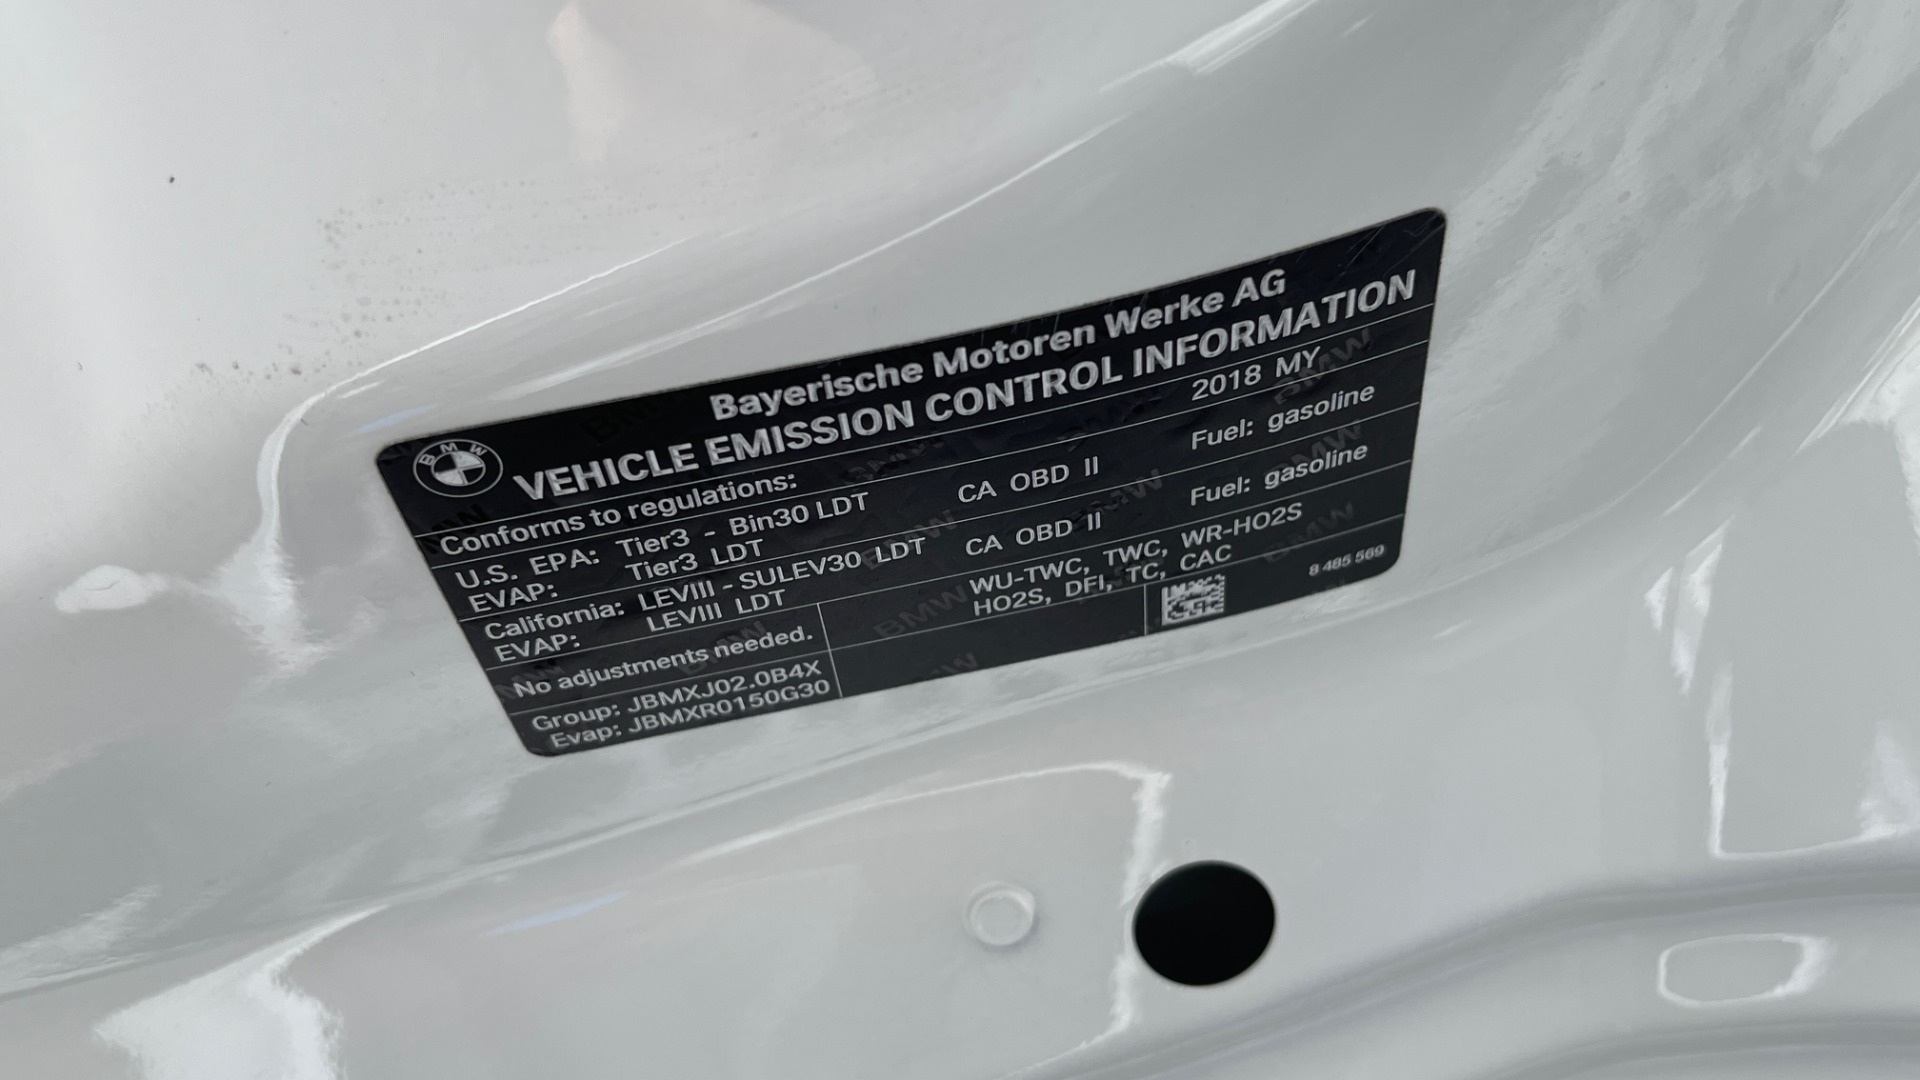 Bayerische Motoren Werke AG
BMW VEHICLE EMISSION CONTROL INFORMATION
Conforms to regulations: 2018 MY
U.S. EPA: Tier3 - Bin30 LDT CA OBD II Fuel: gasoline
EVAP: Tier3 LDT
California: LEVIII - SULEV30 LDT CA OBD II Fuel: gasoline
EVAP: LEVIII LDT
No adjustments needed. WU-TWC, TWC, WR-HO2S
HO2S, DFI, TC, CAC
Group: JBMXJ02.0B4X
Evap: JBMXR0150G30
8 485 569